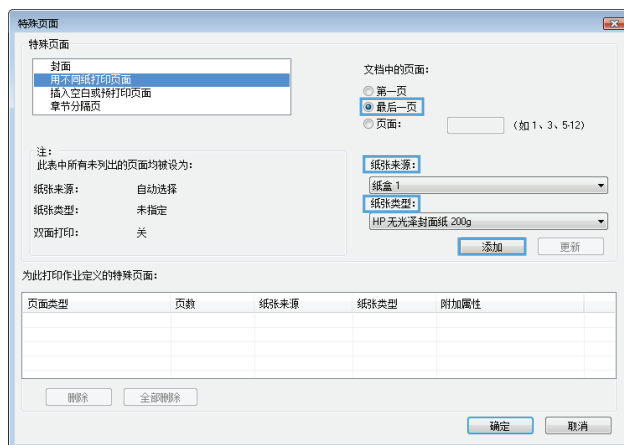 特殊页面
特殊页面
封面
用不同纸打印页面
插入空白或预打印页面
章节分隔页
文档中的页面：
第一页
最后一页
页面： （如 1、3、5-12）
注：
此表中所有未列出的页面均被设为：
纸张来源： 自动选择
纸张类型： 未指定
双面打印： 关
纸张来源：
纸盒 1
纸张类型：
HP 无光泽封面纸 200g
添加 更新
为此打印作业定义的特殊页面：
页面类型 页数 纸张来源 纸张类型 附加属性
删除 全部删除
确定 取消